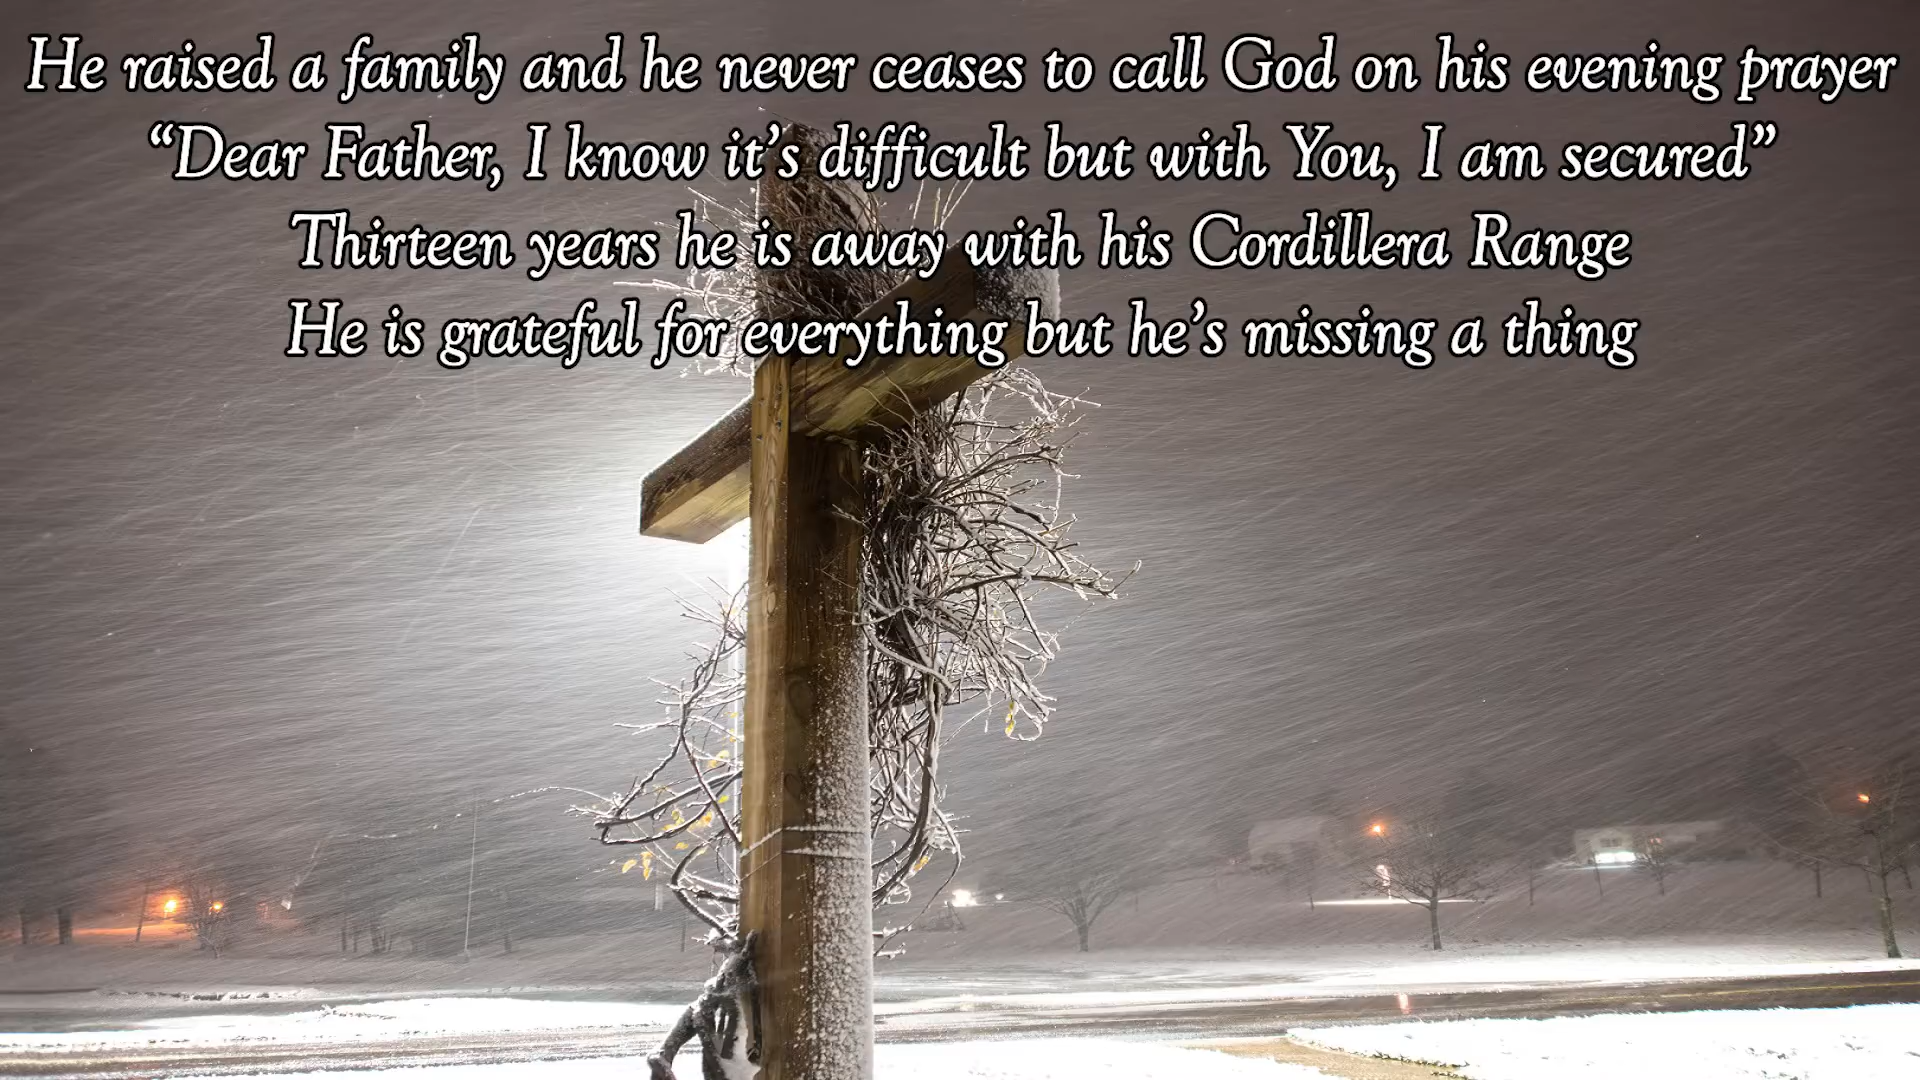 He raised a family and he never ceases to call God on his evening prayer
“Dear Father, I know it’s difficult but with You, I am secured”
Thirteen years he is away with his Cordillera Range
He is grateful for everything but he’s missing a thing